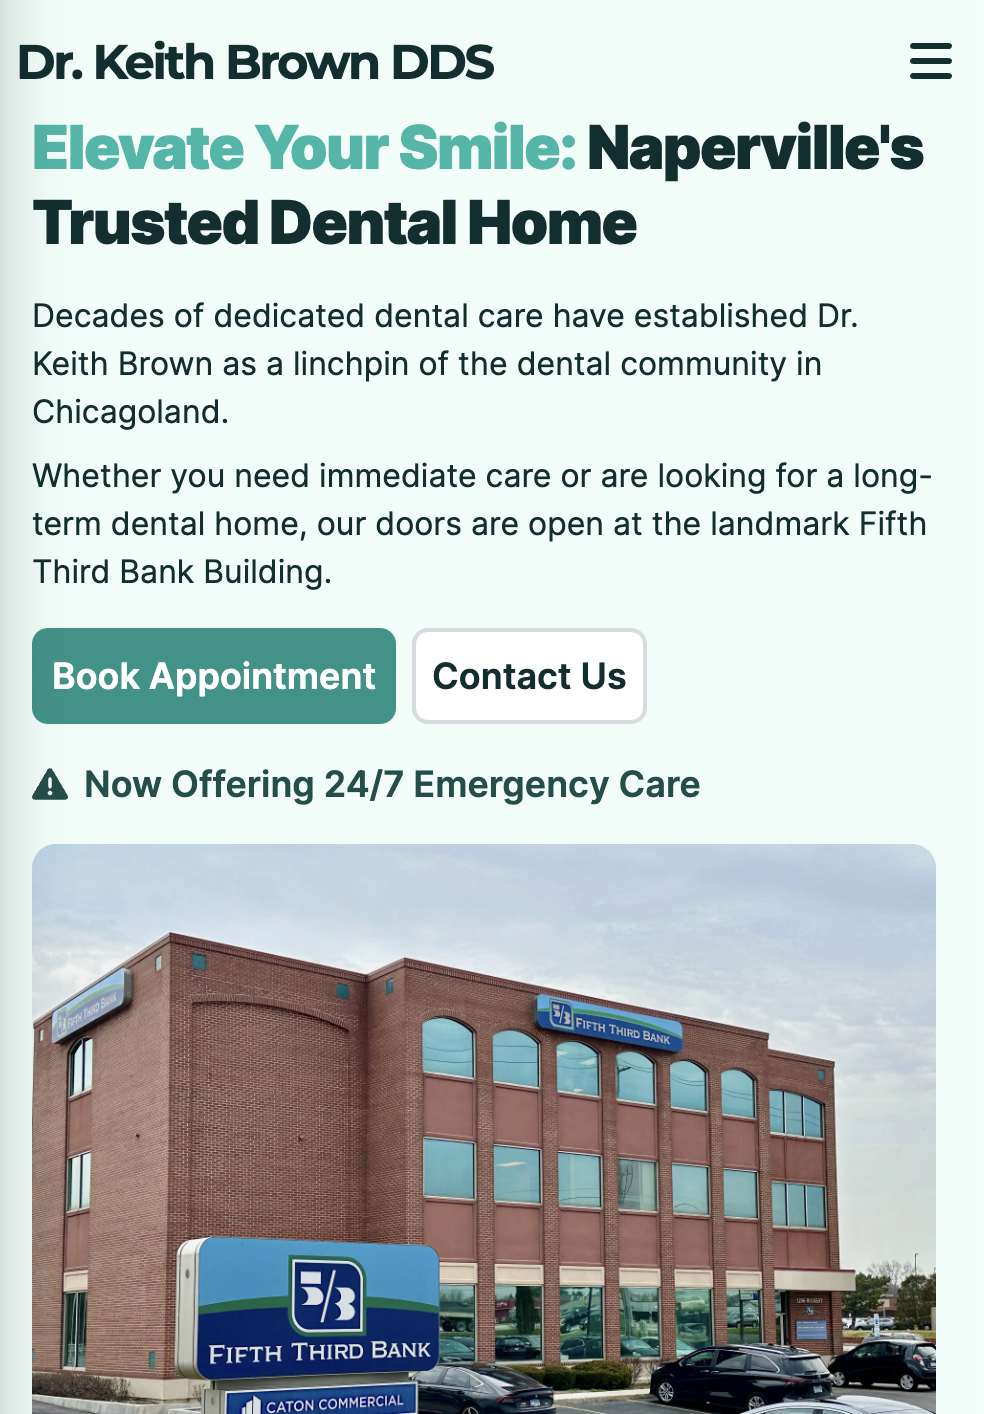 Dr. Keith Brown DDS
Elevate Your Smile: Naperville's
Trusted Dental Home
Decades of dedicated dental care have established Dr.
Keith Brown as a linchpin of the dental community in
Chicagoland.
Whether you need immediate care or are looking for a long-
term dental home, our doors are open at the landmark Fifth
Third Bank Building.
Book Appointment
Contact Us
Now Offering 24/7 Emergency Care
FIFTH THIRD BANK
5/3 FIFTH THIRD BANK
5/3
FIFTH THIRD BANK
CATON COMMERCIAL